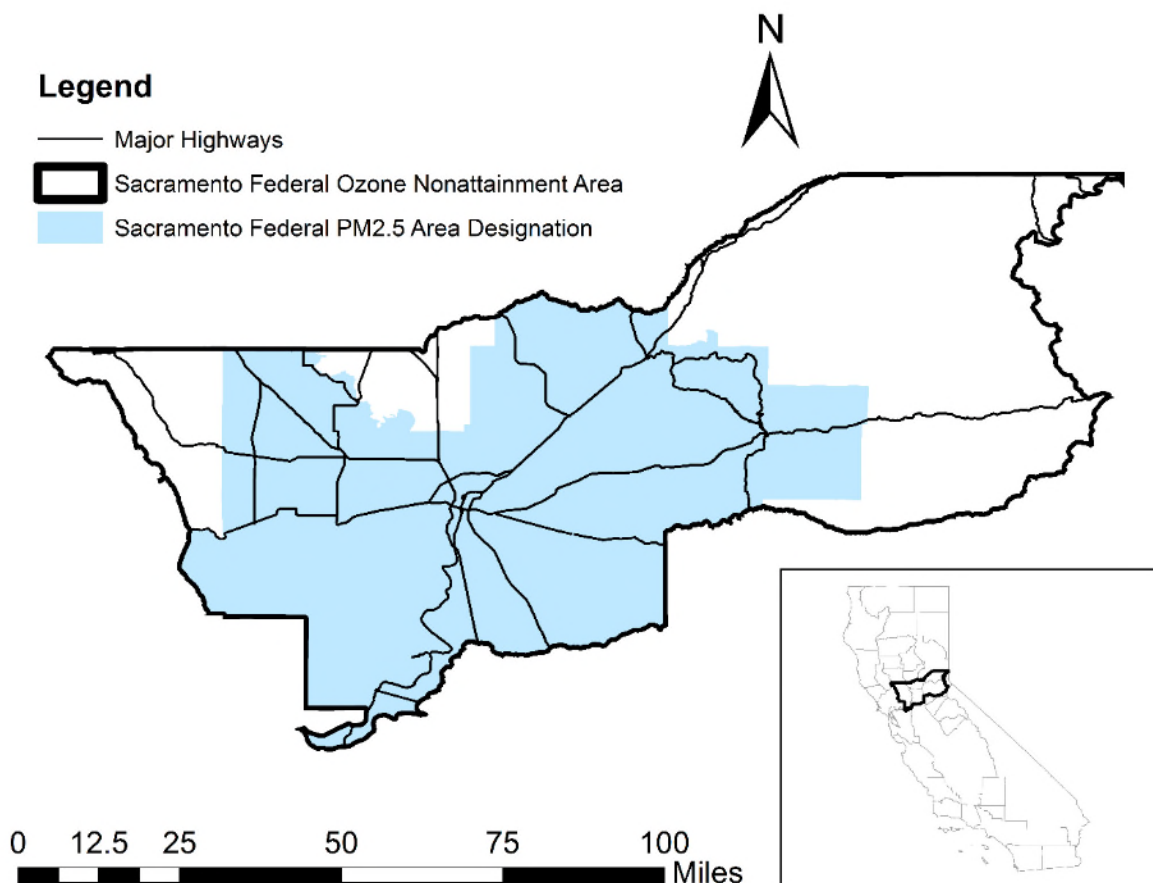 N
Legend
Major Highways
Sacramento Federal Ozone Nonattainment Area
Sacramento Federal PM2.5 Area Designation
0 12.5 25 50 75 100
Miles